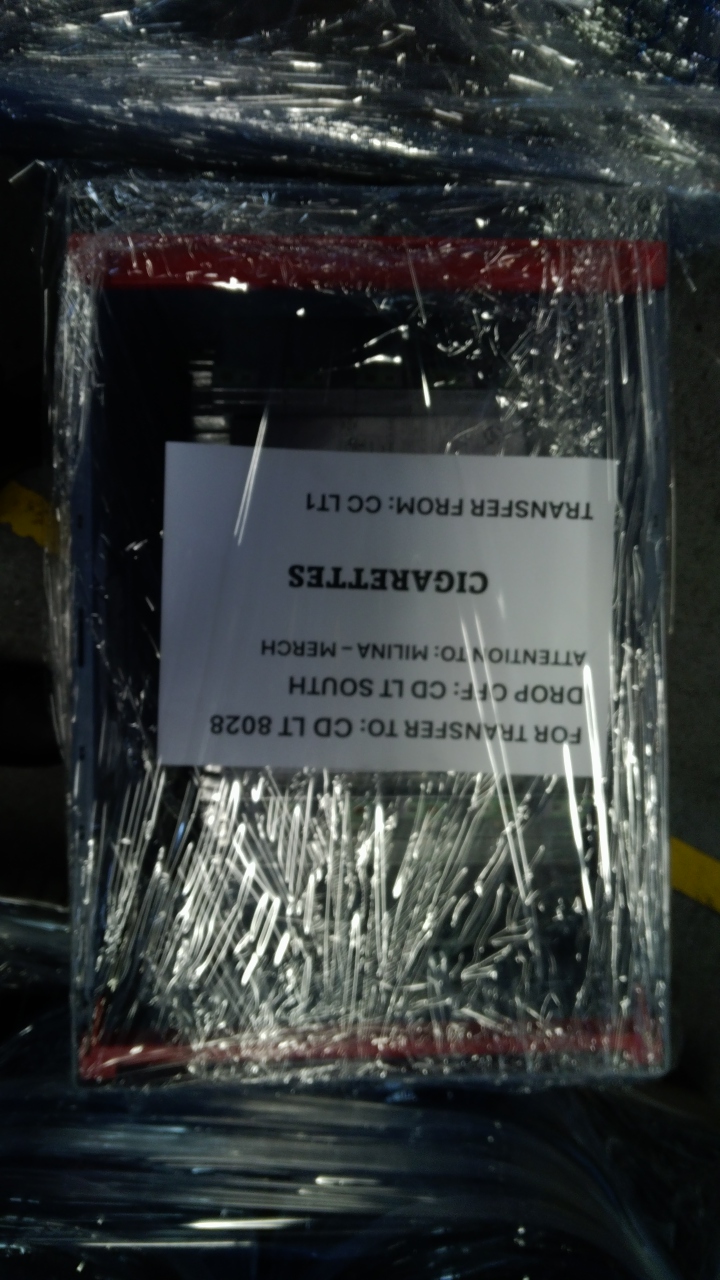 FOR TRANSFER TO: CD LT 8028
DROP OFF: CD LT SOUTH
ATTENTION TO: MILINA – MERCH
CIGARETTES
TRANSFER FROM: CC LT1